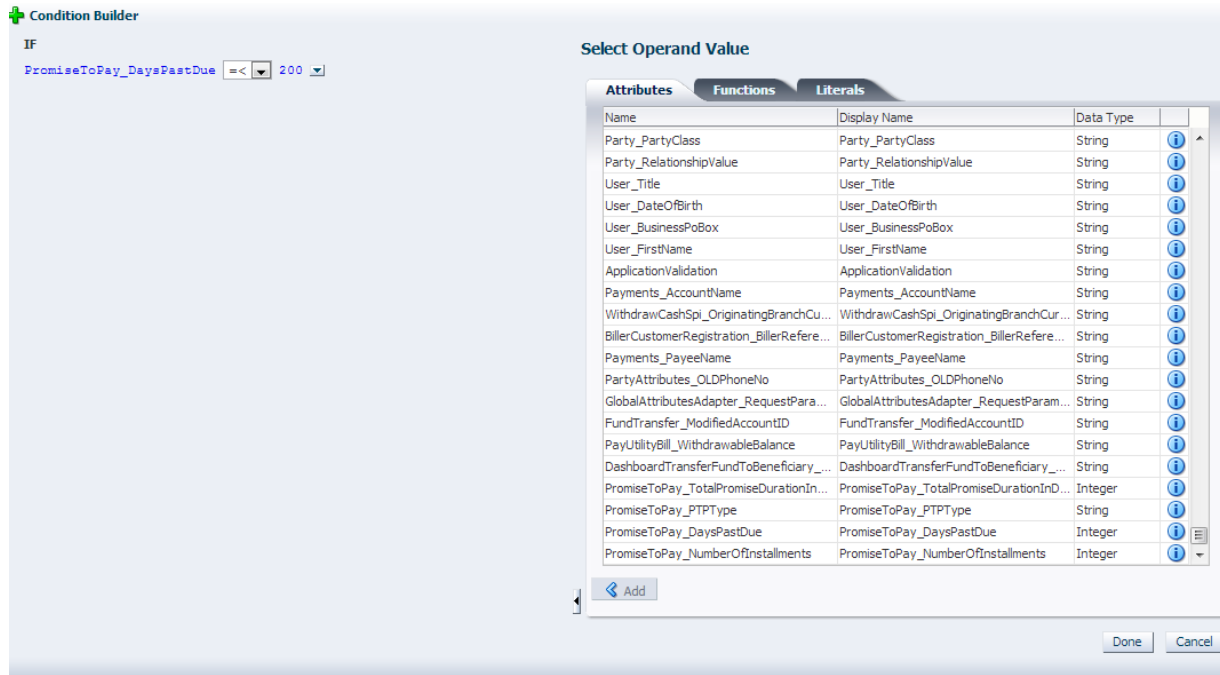 Condition Builder
IF
PromiseToPay_DaysPastDue =< 200
Select Operand Value
Attributes Functions Literals
Name Display Name Data Type
Party_PartyClass Party_PartyClass String
Party_RelationshipValue Party_RelationshipValue String
User_Title User_Title String
User_DateOfBirth User_DateOfBirth String
User_BusinessPoBox User_BusinessPoBox String
User_FirstName User_FirstName String
ApplicationValidation ApplicationValidation String
Payments_AccountName Payments_AccountName String
WithdrawCashSpi_OriginatingBranchCu... WithdrawCashSpi_OriginatingBranchCur... String
BillerCustomerRegistration_BillerRefere... BillerCustomerRegistration_BillerRefere... String
Payments_PayeeName Payments_PayeeName String
PartyAttributes_OLDPhoneNo PartyAttributes_OLDPhoneNo String
GlobalAttributesAdapter_RequestPara... GlobalAttributesAdapter_RequestParam... String
FundTransfer_ModifiedAccountID FundTransfer_ModifiedAccountID String
PayUtilityBill_WithdrawableBalance PayUtilityBill_WithdrawableBalance String
DashboardTransferFundToBeneficiary_... DashboardTransferFundToBeneficiary_... String
PromiseToPay_TotalPromiseDurationIn... PromiseToPay_TotalPromiseDurationInD... Integer
PromiseToPay_PTPType PromiseToPay_PTPType String
PromiseToPay_DaysPastDue PromiseToPay_DaysPastDue Integer
PromiseToPay_NumberOfInstallments PromiseToPay_NumberOfInstallments Integer
Add
Done Cancel